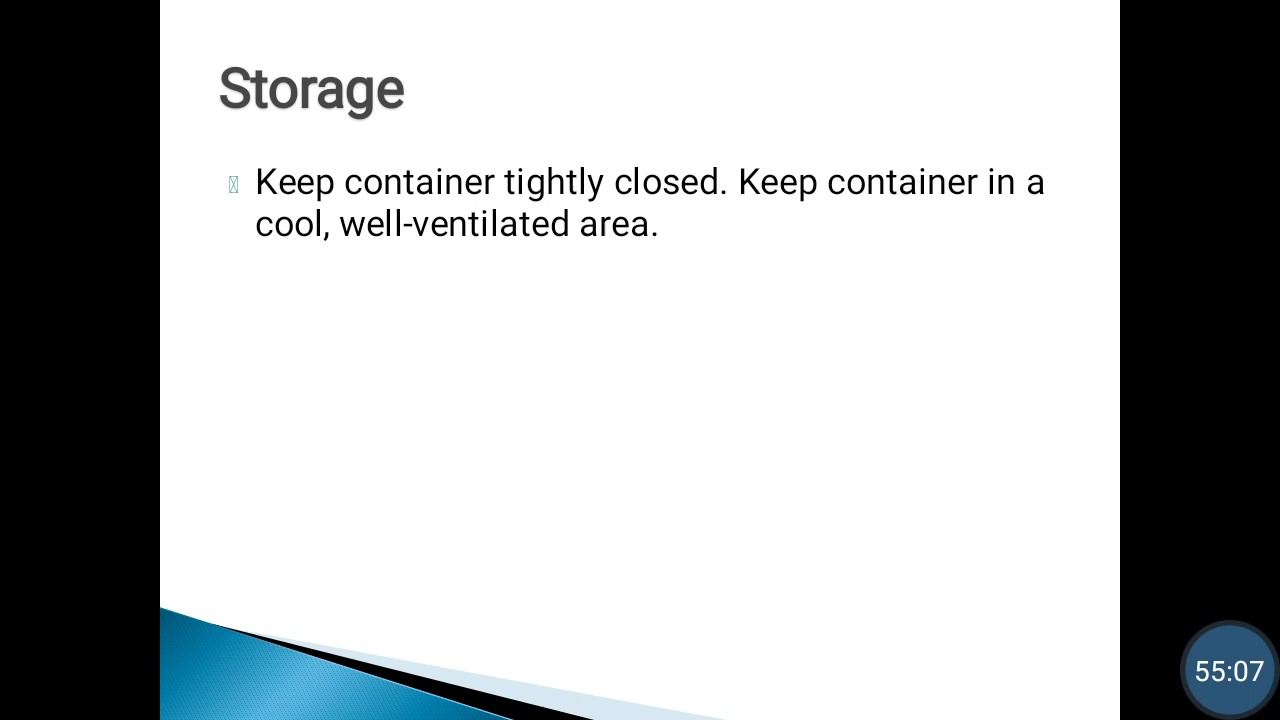 Storage
Keep container tightly closed. Keep container in a
cool, well-ventilated area.
55:07